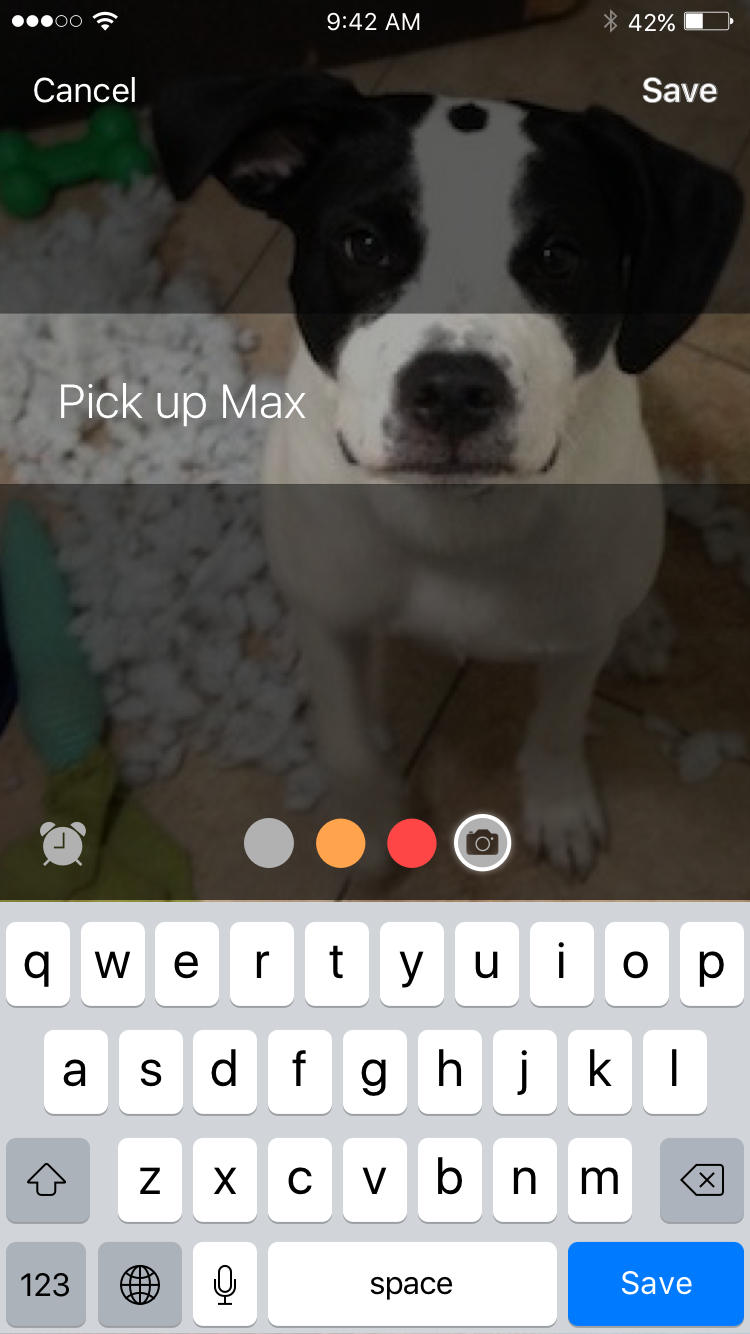 9:42 AM 42%
Cancel Save
Pick up Max
q w e r t y u i o p
a s d f g h j k l
z x c v b n m
123 space Save